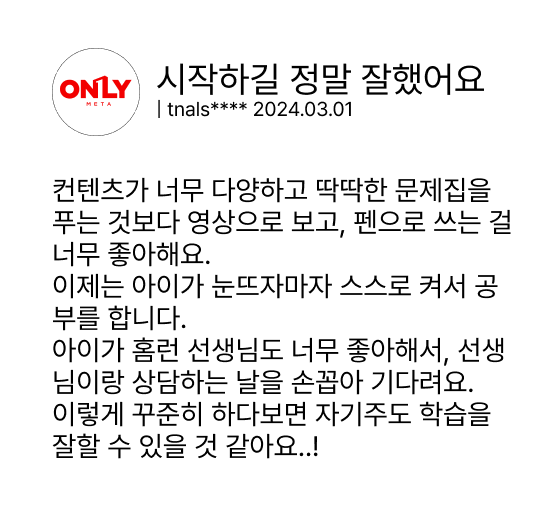 ONLY
META
시작하길 정말 잘했어요
| tnals**** 2024.03.01
컨텐츠가 너무 다양하고 딱딱한 문제집을
푸는 것보다 영상으로 보고, 펜으로 쓰는 걸
너무 좋아해요.
이제는 아이가 눈뜨자마자 스스로 켜서 공
부를 합니다.
아이가 홈런 선생님도 너무 좋아해서, 선생
님이랑 상담하는 날을 손꼽아 기다려요.
이렇게 꾸준히 하다보면 자기주도 학습을
잘할 수 있을 것 같아요..!